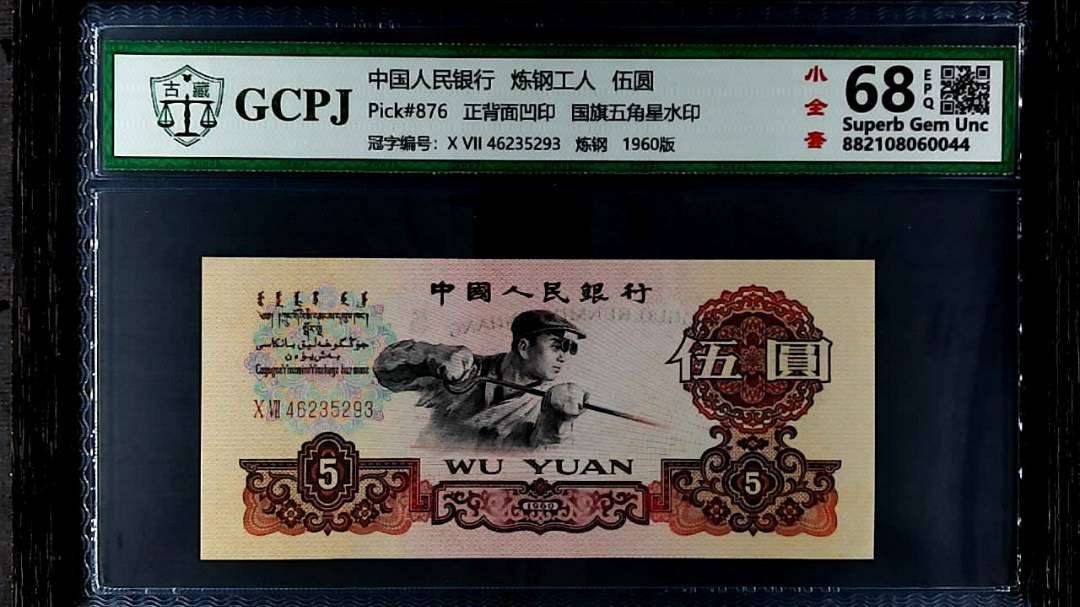 古藏
GCPJ
中国人民银行 炼钢工人 伍圆
Pick#876 正背面凹印 国旗五角星水印
冠字编号：X VII 46235293 炼钢 1960版
小全套
68 EPQ
Superb Gem Unc
882108060044
中國人民銀行
伍圓
X VII 46235293
5
WU YUAN
5
1960